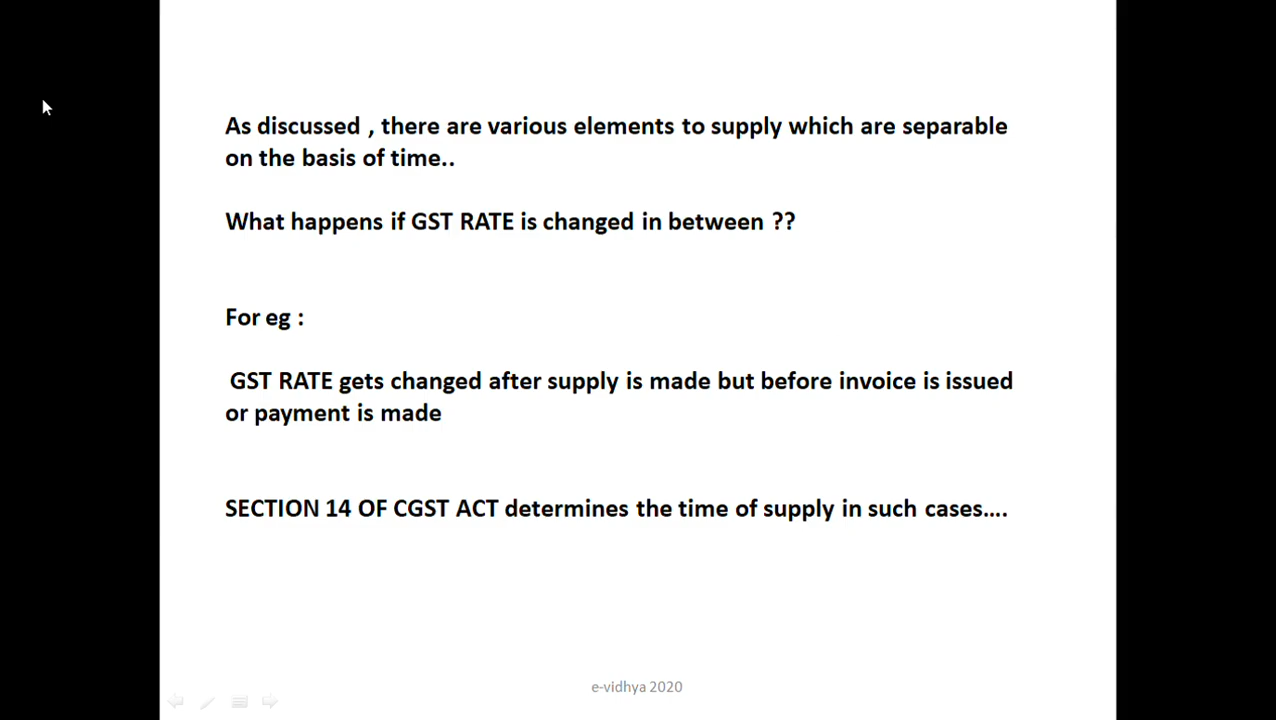 As discussed , there are various elements to supply which are separable
on the basis of time..
What happens if GST RATE is changed in between ??
For eg :
GST RATE gets changed after supply is made but before invoice is issued
or payment is made
SECTION 14 OF CGST ACT determines the time of supply in such cases….
e-vidhya 2020